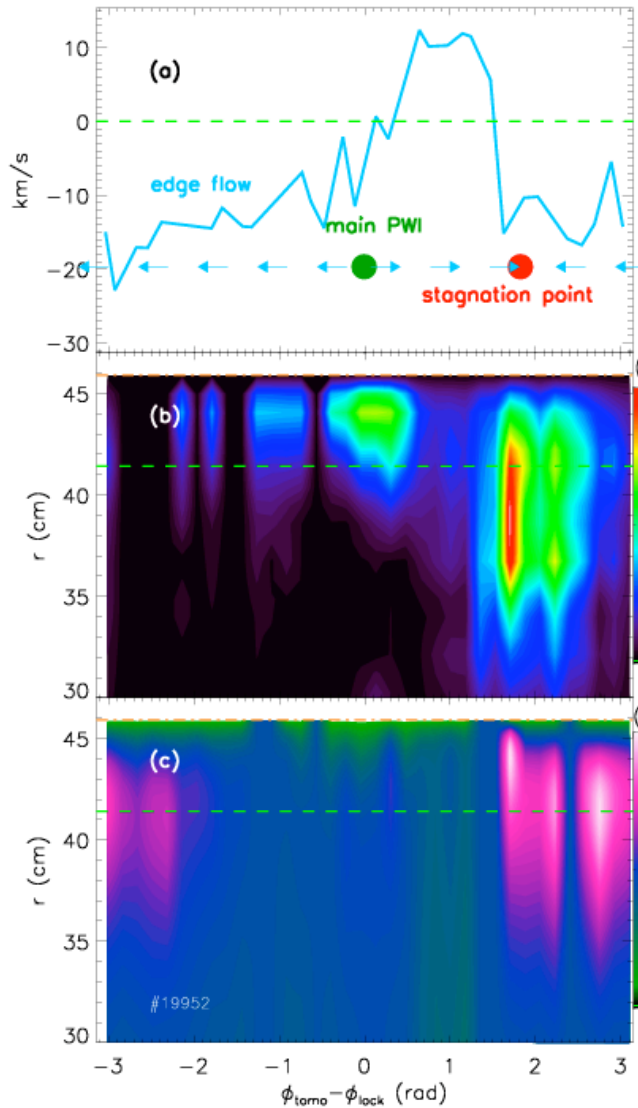 10
(a)
0
km/s
edge flow
-10
main PWI
-20
stagnation point
-30
45
(b)
40
r (cm)
35
30
45
(c)
40
r (cm)
35
#19952
30
-3 -2 -1 0 1 2 3
ϕtomo−ϕlock (rad)